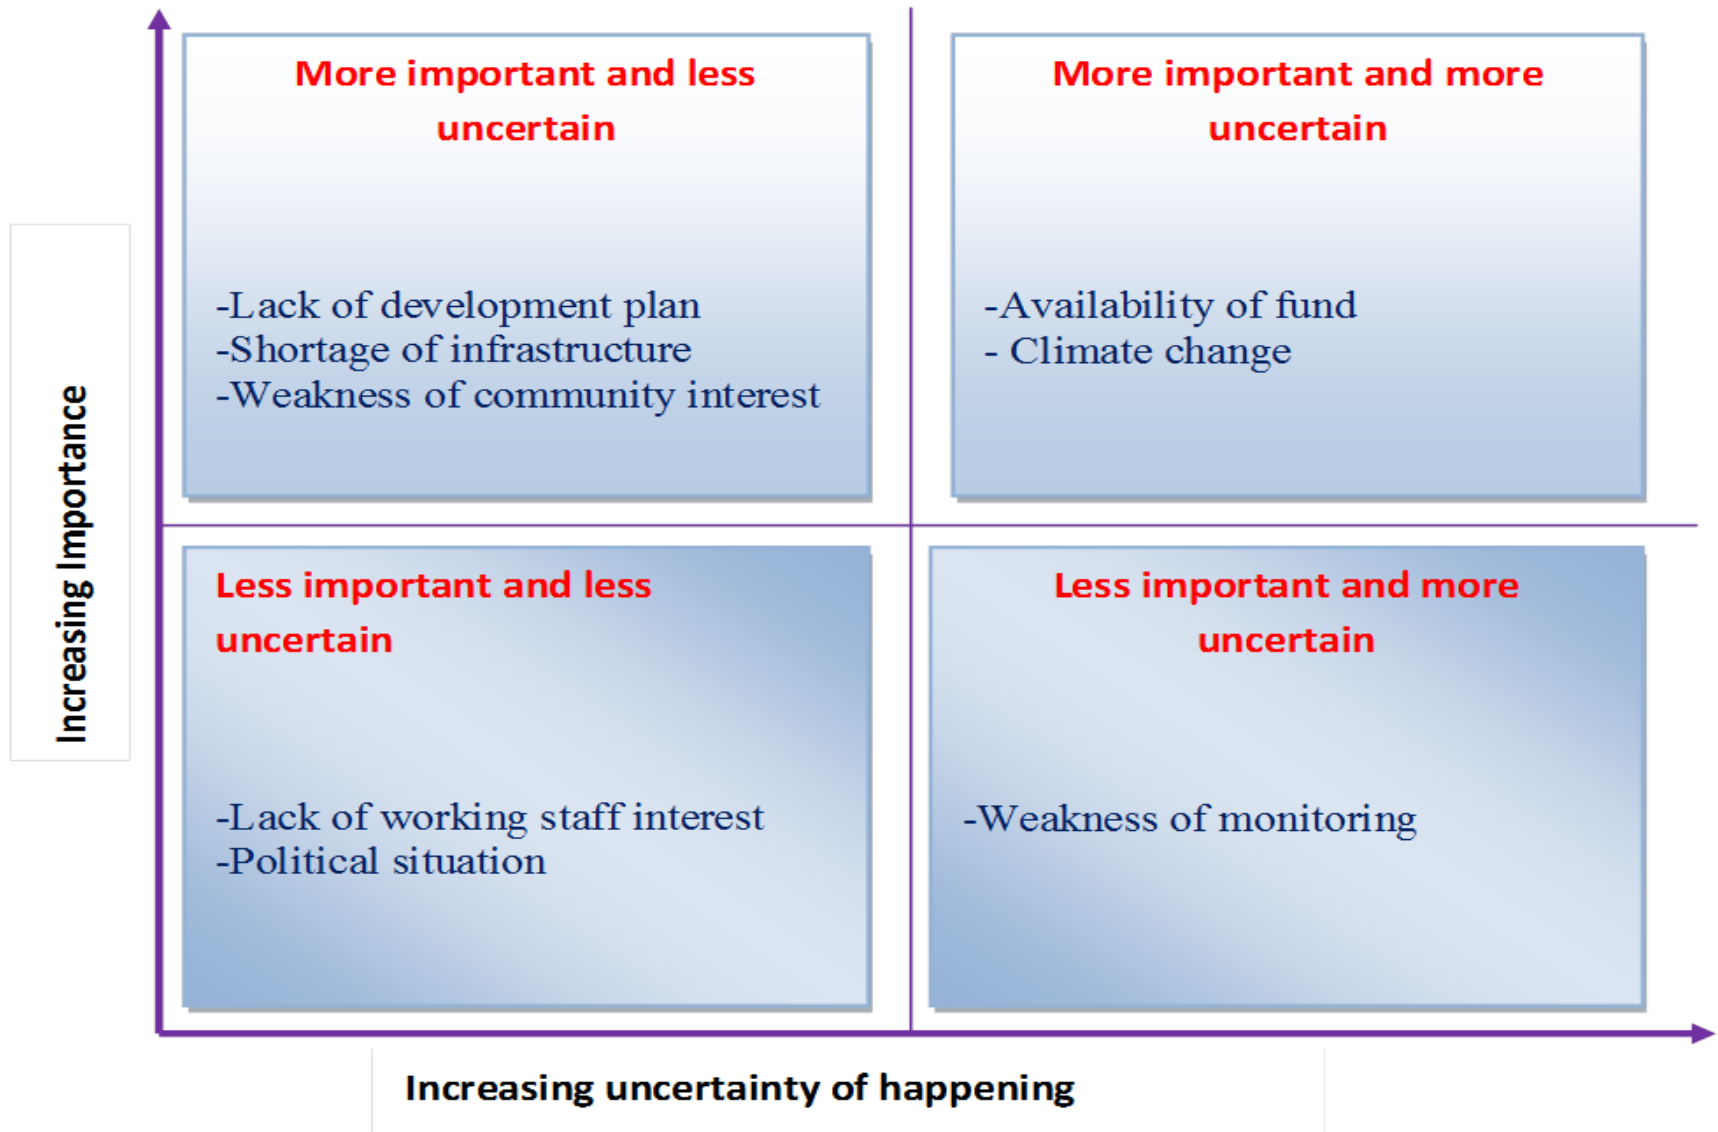 More important and less
uncertain
-Lack of development plan
-Shortage of infrastructure
-Weakness of community interest
More important and more
uncertain
-Availability of fund
- Climate change
Increasing Importance
Less important and less
uncertain
-Lack of working staff interest
-Political situation
Less important and more
uncertain
-Weakness of monitoring
Increasing uncertainty of happening